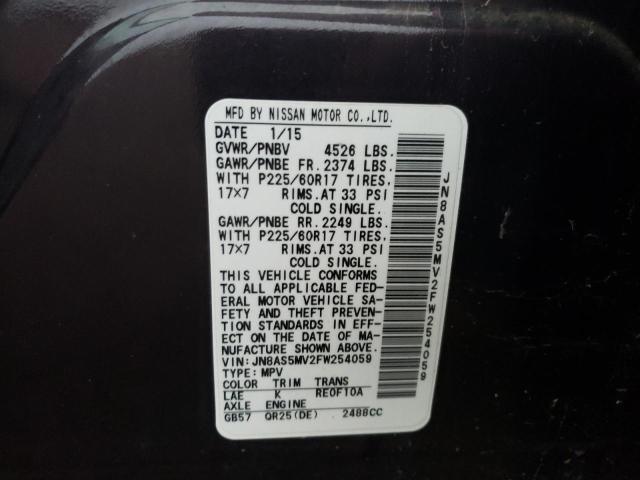 MFD BY NISSAN MOTOR CO.,LTD.
DATE 1/15
GVWR/PNBV 4526 LBS.
GAWR/PNBE FR. 2374 LBS.
WITH P225/60R17 TIRES,
17×7 RIMS.AT 33 PSI
COLD SINGLE.
GAWR/PNBE RR. 2249 LBS.
WITH P225/60R17 TIRES,
17×7 RIMS.AT 33 PSI
COLD SINGLE.
THIS VEHICLE CONFORMS
TO ALL APPLICABLE FED-
ERAL MOTOR VEHICLE SA-
FETY AND THEFT PREVEN-
TION STANDARDS IN EFF-
ECT ON THE DATE OF MA-
NUFACTURE SHOWN ABOVE.
VIN: JN8AS5MV2FW254059
TYPE: MPV
COLOR TRIM TRANS
LAE K RE0F10A
AXLE ENGINE
GB57 QR25(DE) 2488CC
JN8AS5MV2FW254059